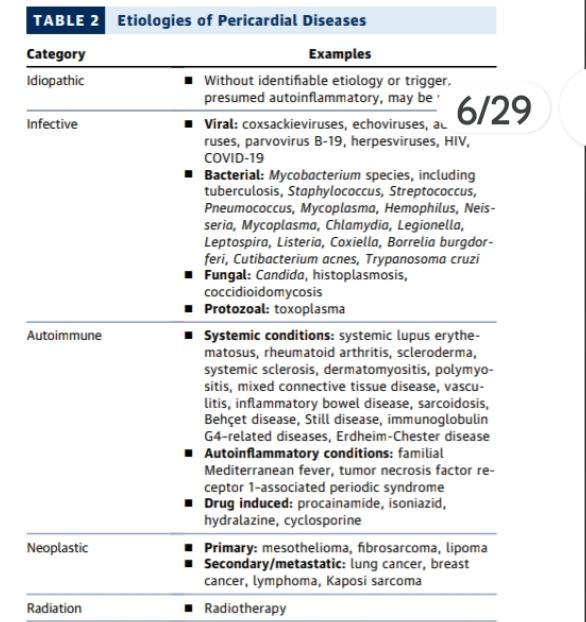 TABLE 2 Etiologies of Pericardial Diseases
Category Examples
Idiopathic ■ Without identifiable etiology or trigger,
presumed autoinflammatory, may be
6/29
Infective ■ Viral: coxsackieviruses, echoviruses,
ruses, parvovirus B-19, herpesviruses, HIV,
COVID-19
■ Bacterial: Mycobacterium species, including
tuberculosis, Staphylococcus, Streptococcus,
Pneumococcus, Mycoplasma, Hemophilus, Neis-
seria, Mycoplasma, Chlamydia, Legionella,
Leptospira, Listeria, Coxiella, Borrelia burgdor-
feri, Cutibacterium acnes, Trypanosoma cruzi
■ Fungal: Candida, histoplasmosis,
coccidioidomycosis
■ Protozoal: toxoplasma
Autoimmune ■ Systemic conditions: systemic lupus erythe-
matosus, rheumatoid arthritis, scleroderma,
systemic sclerosis, dermatomyositis, polymyo-
sitis, mixed connective tissue disease, vascu-
litis, inflammatory bowel disease, sarcoidosis,
Behçet disease, Still disease, immunoglobulin
G4–related diseases, Erdheim-Chester disease
■ Autoinflammatory conditions: familial
Mediterranean fever, tumor necrosis factor re-
ceptor 1–associated periodic syndrome
■ Drug induced: procainamide, isoniazid,
hydralazine, cyclosporine
Neoplastic ■ Primary: mesothelioma, fibrosarcoma, lipoma
■ Secondary/metastatic: lung cancer, breast
cancer, lymphoma, Kaposi sarcoma
Radiation ■ Radiotherapy